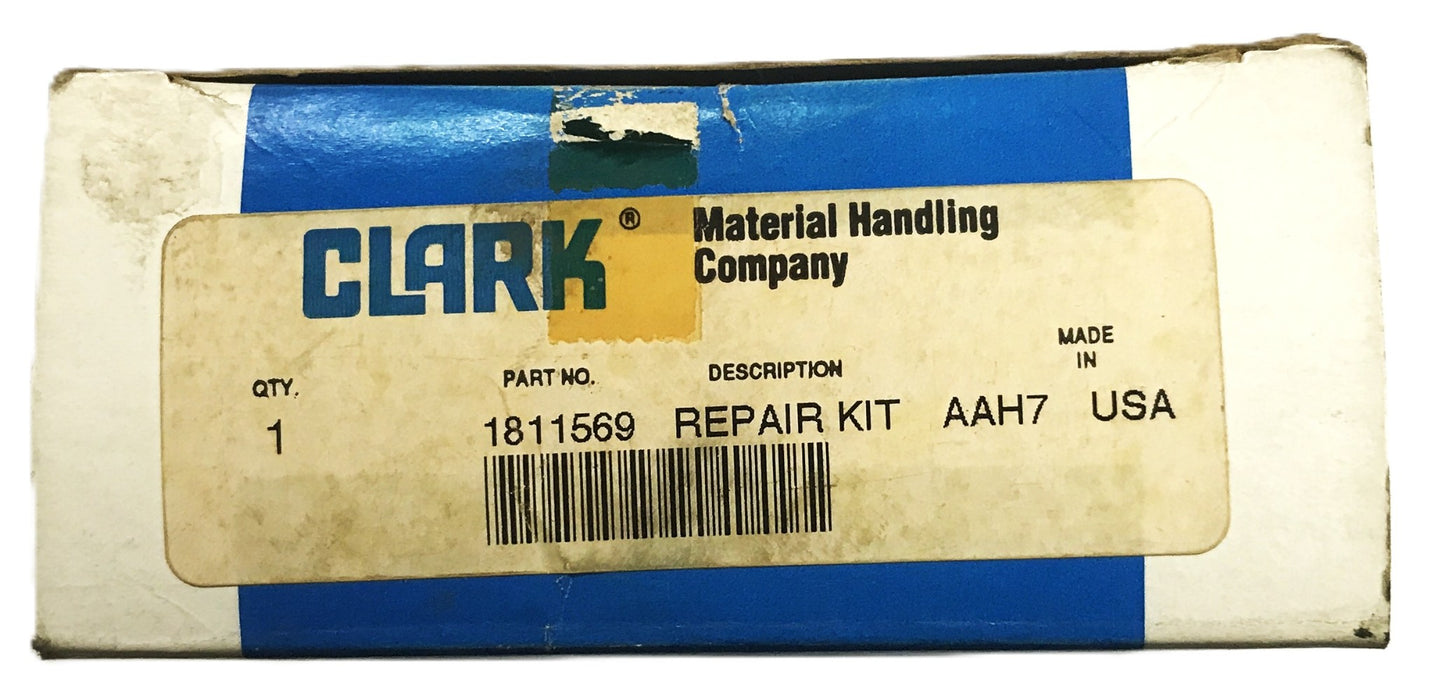 CLARK® Material Handling
Company
MADE
IN
QTY. PART NO. DESCRIPTION
1 1811569 REPAIR KIT AAH7 USA